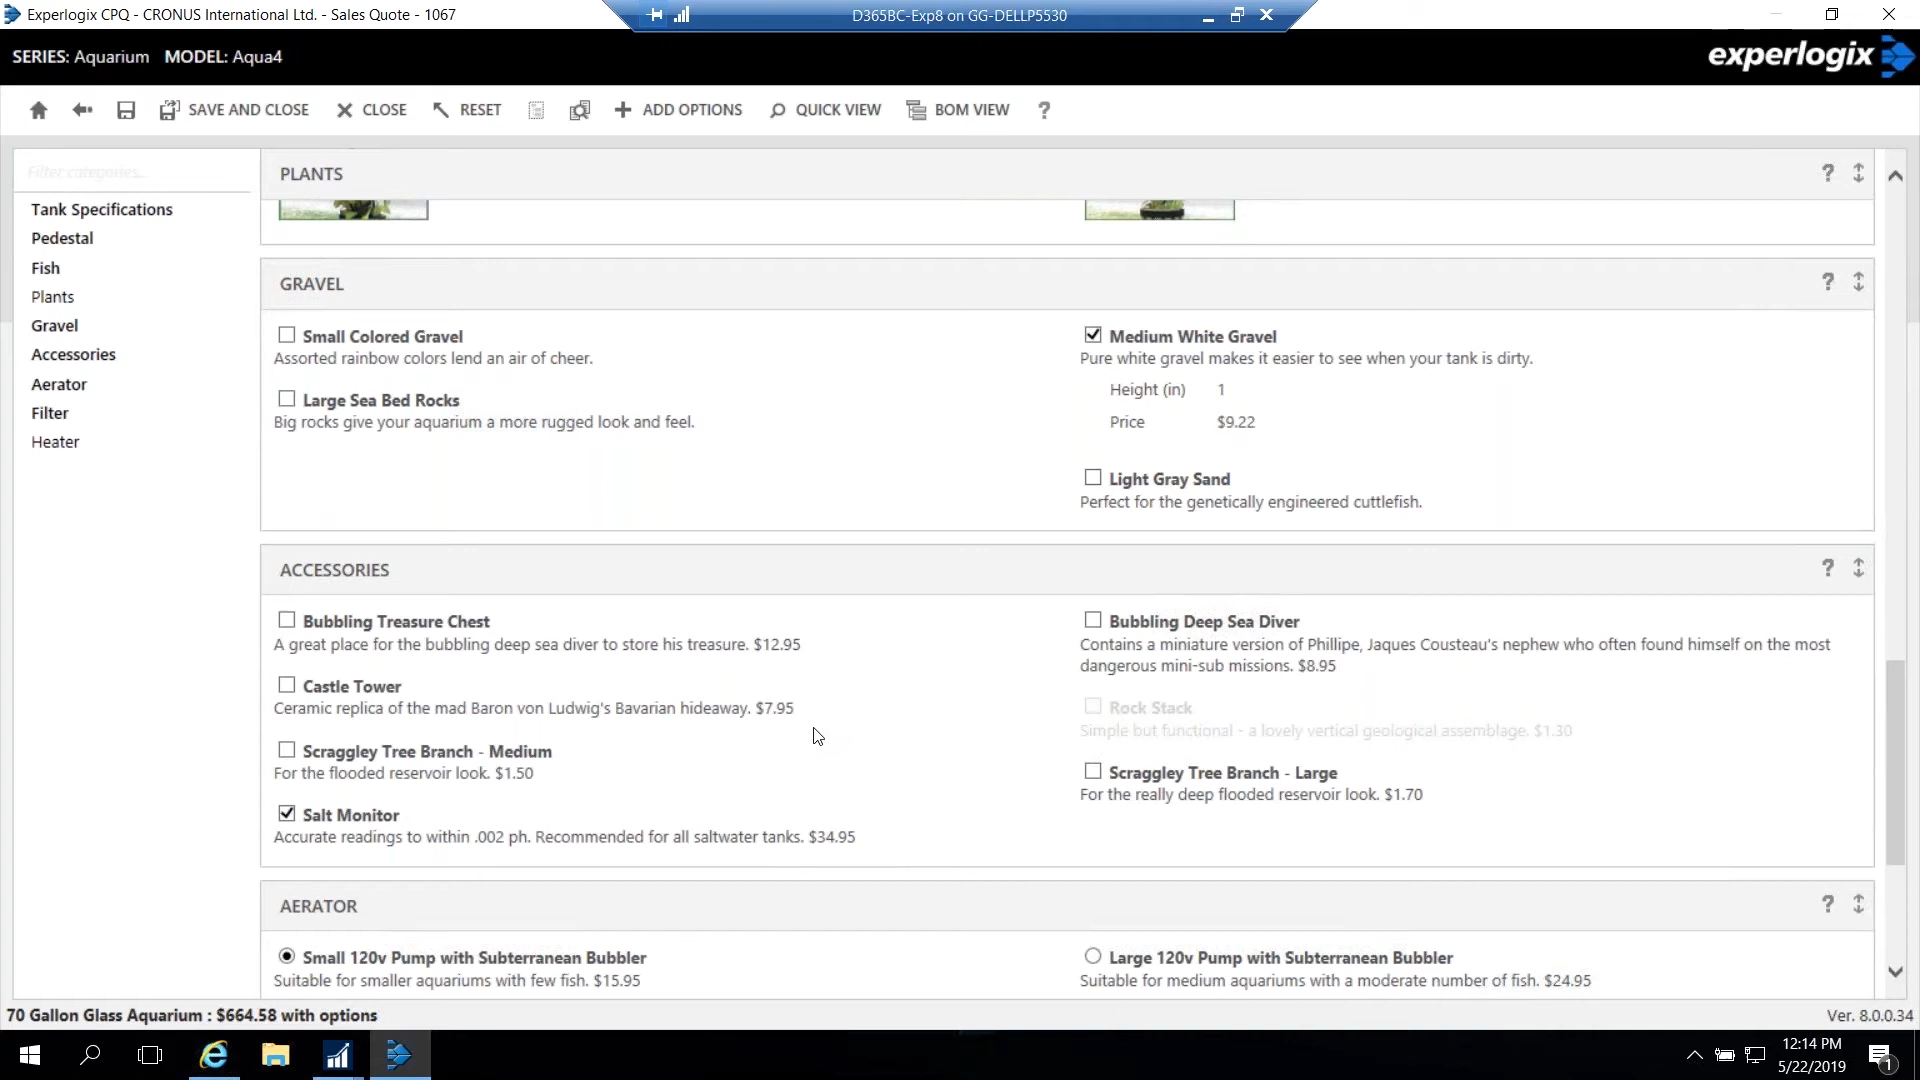 Experlogix CPQ - CRONUS International Ltd. - Sales Quote - 1067
D365BC-Exp8 on GG-DELLP5530
SERIES: Aquarium MODEL: Aqua4
experlogix
SAVE AND CLOSE
CLOSE
RESET
ADD OPTIONS
QUICK VIEW
BOM VIEW
?
Filter categories...
Tank Specifications
Pedestal
Fish
Plants
Gravel
Accessories
Aerator
Filter
Heater
PLANTS
?
GRAVEL
?
Small Colored Gravel
Assorted rainbow colors lend an air of cheer.
Large Sea Bed Rocks
Big rocks give your aquarium a more rugged look and feel.
Medium White Gravel
Pure white gravel makes it easier to see when your tank is dirty.
Height (in) 1
Price $9.22
Light Gray Sand
Perfect for the genetically engineered cuttlefish.
ACCESSORIES
?
Bubbling Treasure Chest
A great place for the bubbling deep sea diver to store his treasure. $12.95
Castle Tower
Ceramic replica of the mad Baron von Ludwig's Bavarian hideaway. $7.95
Scraggley Tree Branch - Medium
For the flooded reservoir look. $1.50
Salt Monitor
Accurate readings to within .002 ph. Recommended for all saltwater tanks. $34.95
Bubbling Deep Sea Diver
Contains a miniature version of Phillipe, Jaques Cousteau's nephew who often found himself on the most
dangerous mini-sub missions. $8.95
Rock Stack
Simple but functional - a lovely vertical geological assemblage. $1.30
Scraggley Tree Branch - Large
For the really deep flooded reservoir look. $1.70
AERATOR
?
Small 120v Pump with Subterranean Bubbler
Suitable for smaller aquariums with few fish. $15.95
Large 120v Pump with Subterranean Bubbler
Suitable for medium aquariums with a moderate number of fish. $24.95
70 Gallon Glass Aquarium : $664.58 with options
Ver. 8.0.0.34
12:14 PM
5/22/2019
1